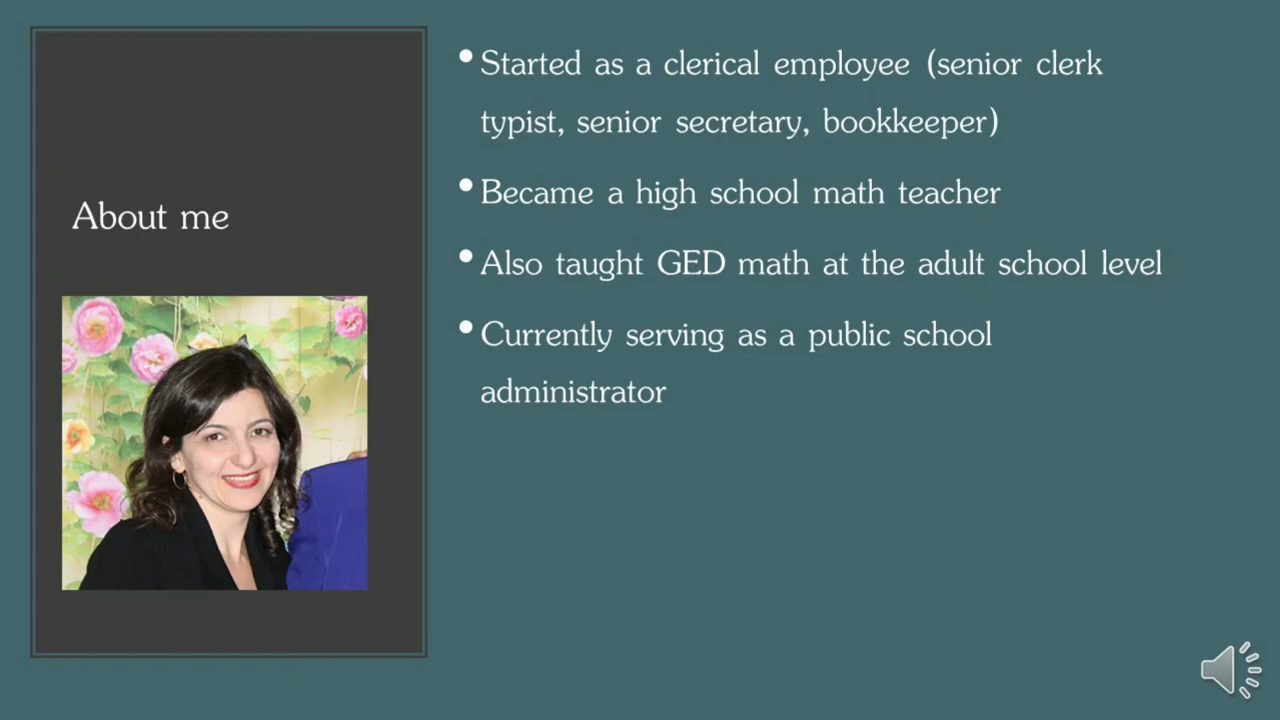 About me
• Started as a clerical employee (senior clerk
typist, senior secretary, bookkeeper)
• Became a high school math teacher
• Also taught GED math at the adult school level
• Currently serving as a public school
administrator